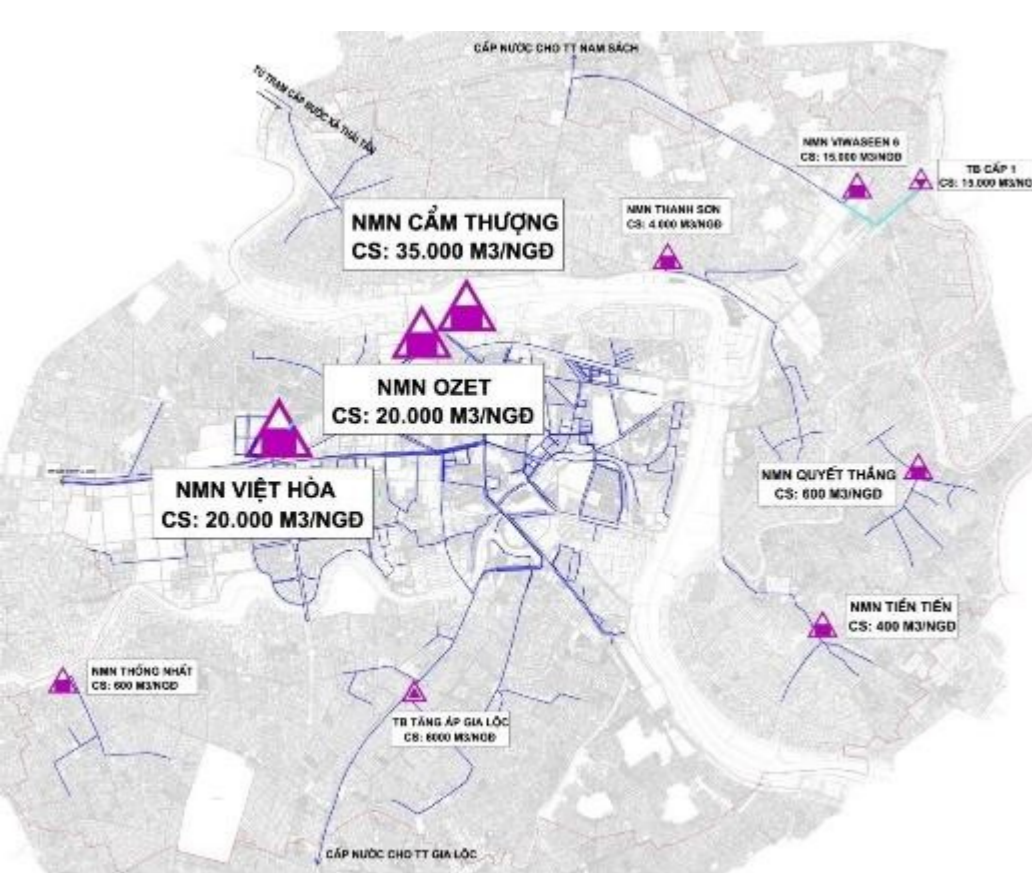 CẤP NƯỚC CHO TT NAM SÁCH
TỪ TRẠM CẤP NƯỚC XÃ THÁI TÂN
NMN VIWASEEN 6
CS: 15.000 M3/NGĐ
TB CẤP 1
CS: 15.000 M3/NG
NMN THANH SƠN
CS: 4.000 M3/NGĐ
NMN CẨM THƯỢNG
CS: 35.000 M3/NGĐ
NMN OZET
CS: 20.000 M3/NGĐ
NMN VIỆT HÒA
CS: 20.000 M3/NGĐ
NMN QUYẾT THẮNG
CS: 600 M3/NGĐ
NMN TIỀN TIẾN
CS: 400 M3/NGĐ
NMN THỐNG NHẤT
CS: 600 M3/NGĐ
TB TĂNG ÁP GIA LỘC
CS: 6000 M3/NGĐ
CẤP NƯỚC CHO TT GIA LỘC